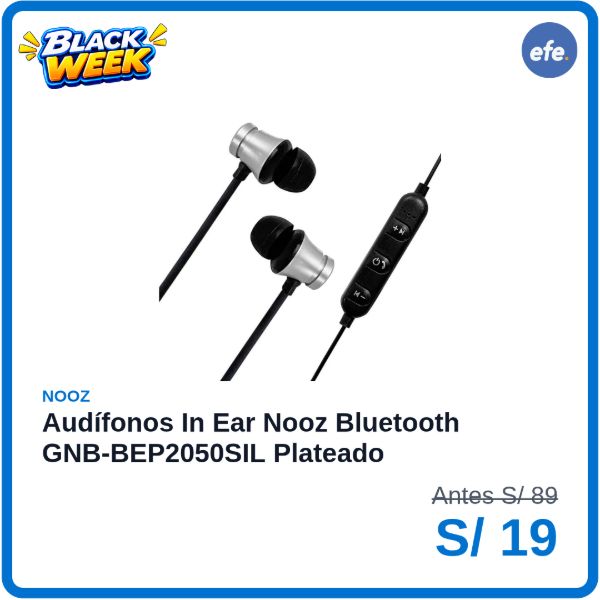 BLACK
WEEK
efe.
NOOZ
Audífonos In Ear Nooz Bluetooth
GNB-BEP2050SIL Plateado
Antes S/ 89
S/ 19